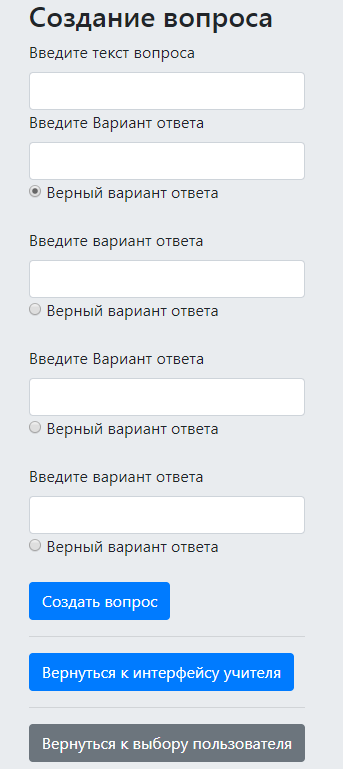 Создание вопроса
Введите текст вопроса
Введите Вариант ответа
Верный вариант ответа
Введите вариант ответа
Верный вариант ответа
Введите Вариант ответа
Верный вариант ответа
Введите вариант ответа
Верный вариант ответа
Создать вопрос
Вернуться к интерфейсу учителя
Вернуться к выбору пользователя